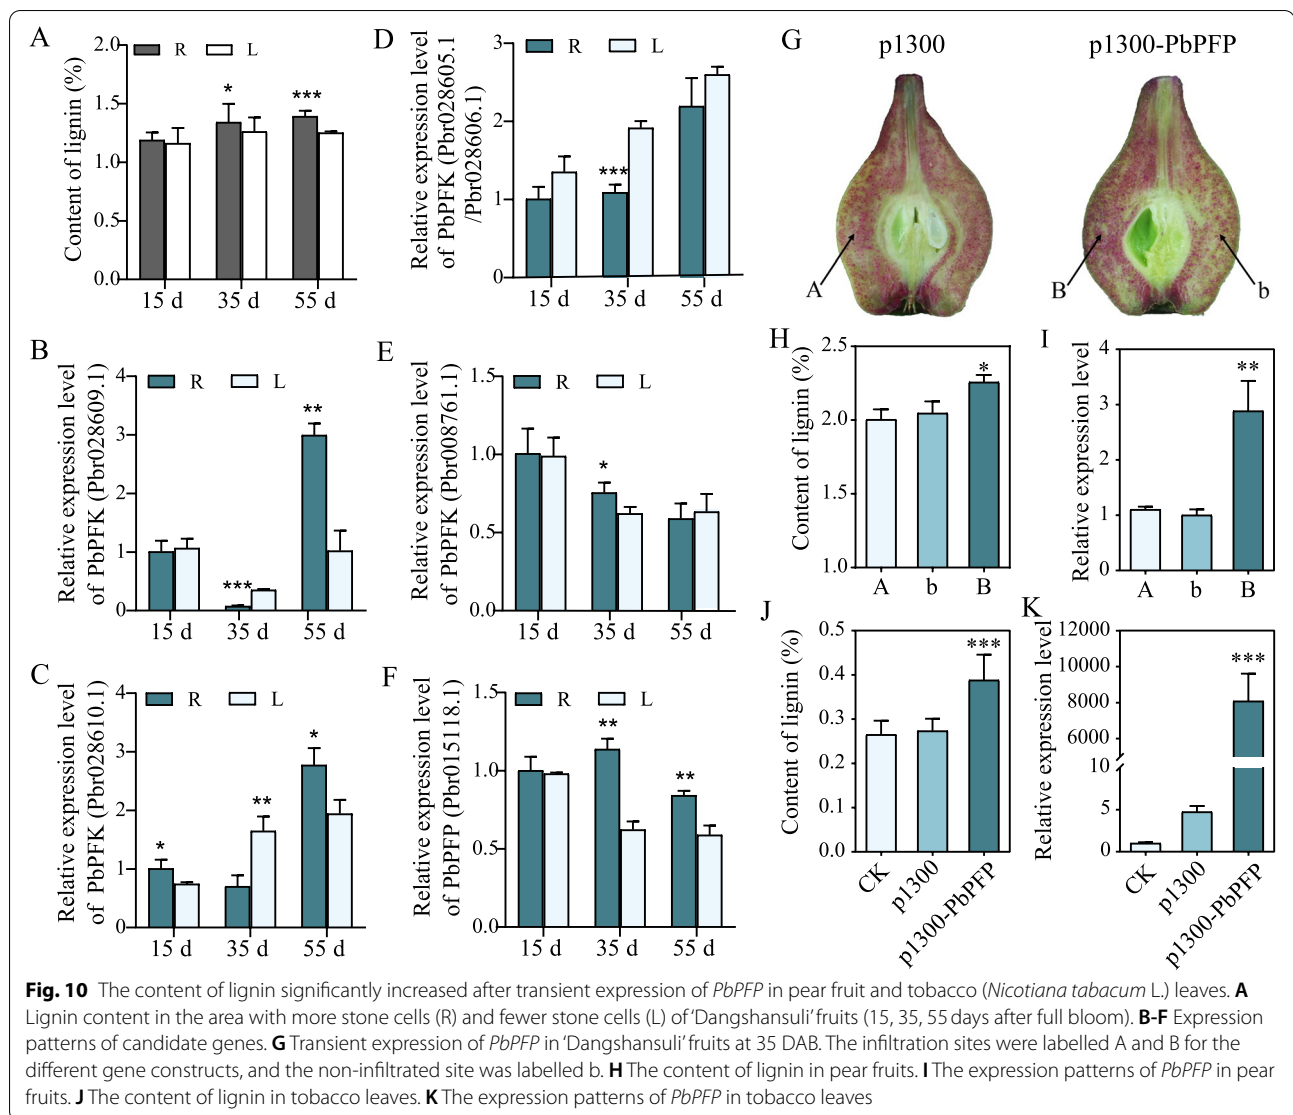 A
2.0
1.5
1.0
0.5
0.0
Content of lignin (%)
R L
*
***
15 d 35 d 55 d
B
4
3
2
1
0
Relative expression level
of PbPFK (Pbr028609.1)
R L
***
**
15 d 35 d 55 d
C
4
3
2
1
0
Relative expression level
of PbPFK (Pbr028610.1)
R L
*
**
*
15 d 35 d 55 d
D
3
2
1
0
Relative expression level
of PbPFK (Pbr028605.1
/Pbr028606.1)
R L
***
15 d 35 d 55 d
E
1.5
1.0
0.5
0.0
Relative expression level
of PbPFK (Pbr008761.1)
R L
*
15 d 35 d 55 d
F
1.5
1.0
0.5
0.0
Relative expression level
of PbPFP (Pbr015118.1)
R L
**
**
15 d 35 d 55 d
G
p1300 p1300-PbPFP
A B b
H
2.5
2.0
1.5
1.0
Content of lignin (%)
*
A b B
I
4
3
2
1
0
Relative expression level
**
A b B
J
0.5
0.4
0.3
0.2
0.1
0.0
Content of lignin (%)
***
CK p1300 p1300-PbPFP
K
12000
10000
8000
6000
10
5
0
Relative expression level
***
CK p1300 p1300-PbPFP
Fig. 10 The content of lignin significantly increased after transient expression of PbPFP in pear fruit and tobacco (Nicotiana tabacum L.) leaves. A
Lignin content in the area with more stone cells (R) and fewer stone cells (L) of 'Dangshansuli' fruits (15, 35, 55 days after full bloom). B-F Expression
patterns of candidate genes. G Transient expression of PbPFP in 'Dangshansuli' fruits at 35 DAB. The infiltration sites were labelled A and B for the
different gene constructs, and the non-infiltrated site was labelled b. H The content of lignin in pear fruits. I The expression patterns of PbPFP in pear
fruits. J The content of lignin in tobacco leaves. K The expression patterns of PbPFP in tobacco leaves